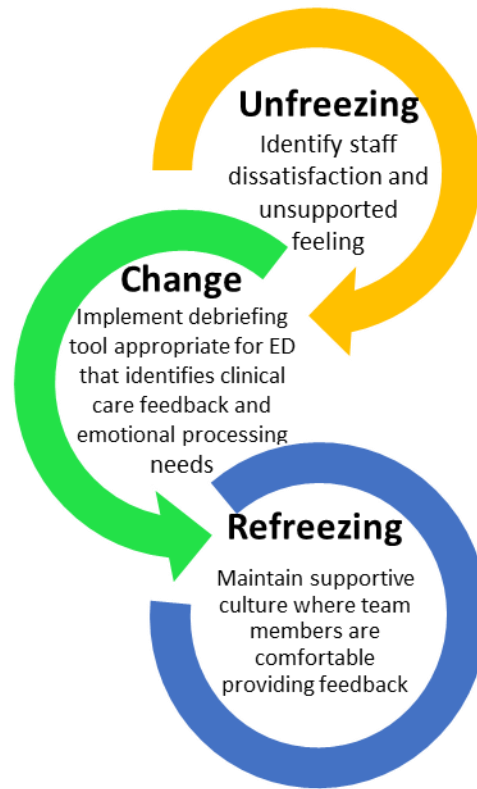 Unfreezing
Identify staff
dissatisfaction and
unsupported
feeling
Change
Implement debriefing
tool appropriate for ED
that identifies clinical
care feedback and
emotional processing
needs
Refreezing
Maintain supportive
culture where team
members are
comfortable
providing feedback